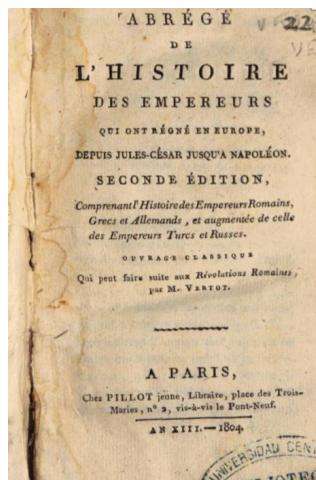 ABRÉGÉ
22
DE
L'HISTOIRE
DES EMPEREURS
QUI ONT RÉGNÉ EN EUROPE,
DEPUIS JULES-CÉSAR JUSQU'A NAPOLÉON.
SECONDE ÉDITION,
Comprenant l'Histoire des Empereurs Romains,
Grecs et Allemands, et augmentée de celle
des Empereurs Turcs et Russes.
OUVRAGE CLASSIQUE
Qui peut faire suite aux Révolutions Romaines,
par M. VERTOT.
A PARIS,
Chez PILLOT jeune, Libraire, place des Trois-
Maries, nº 2, vis-à-vis le Pont-Neuf.
AN XIII.—1804.